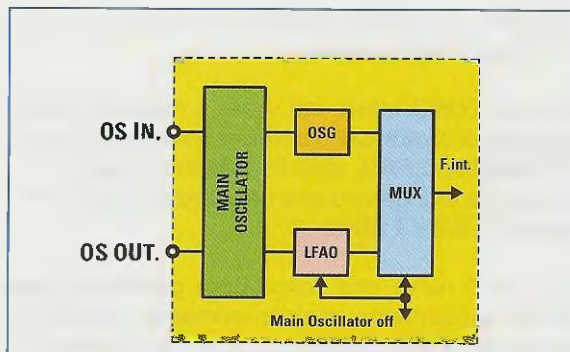 OS IN.
OS OUT.
MAIN
OSCILLATOR
OSG
LFAO
MUX
F.int.
Main Oscillator off